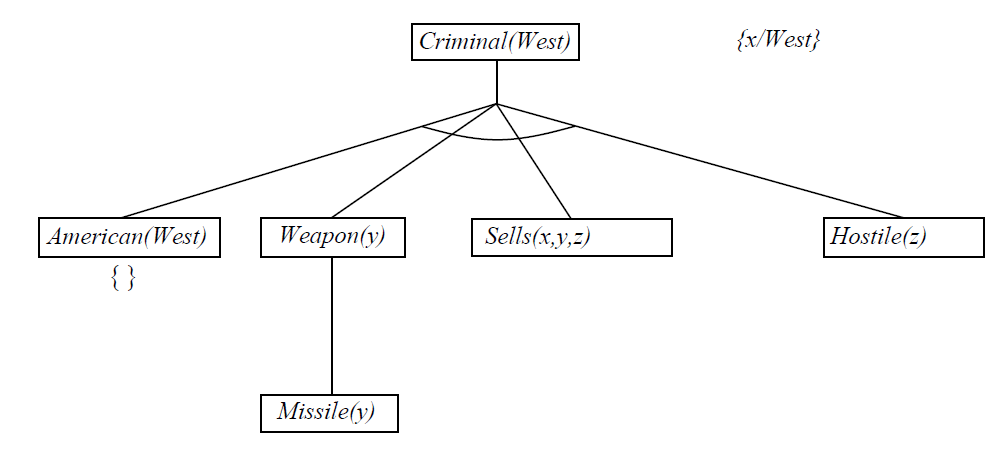 Criminal(West)
{x/West}
American(West)
Weapon(y)
Sells(x,y,z)
Hostile(z)
{ }
Missile(y)